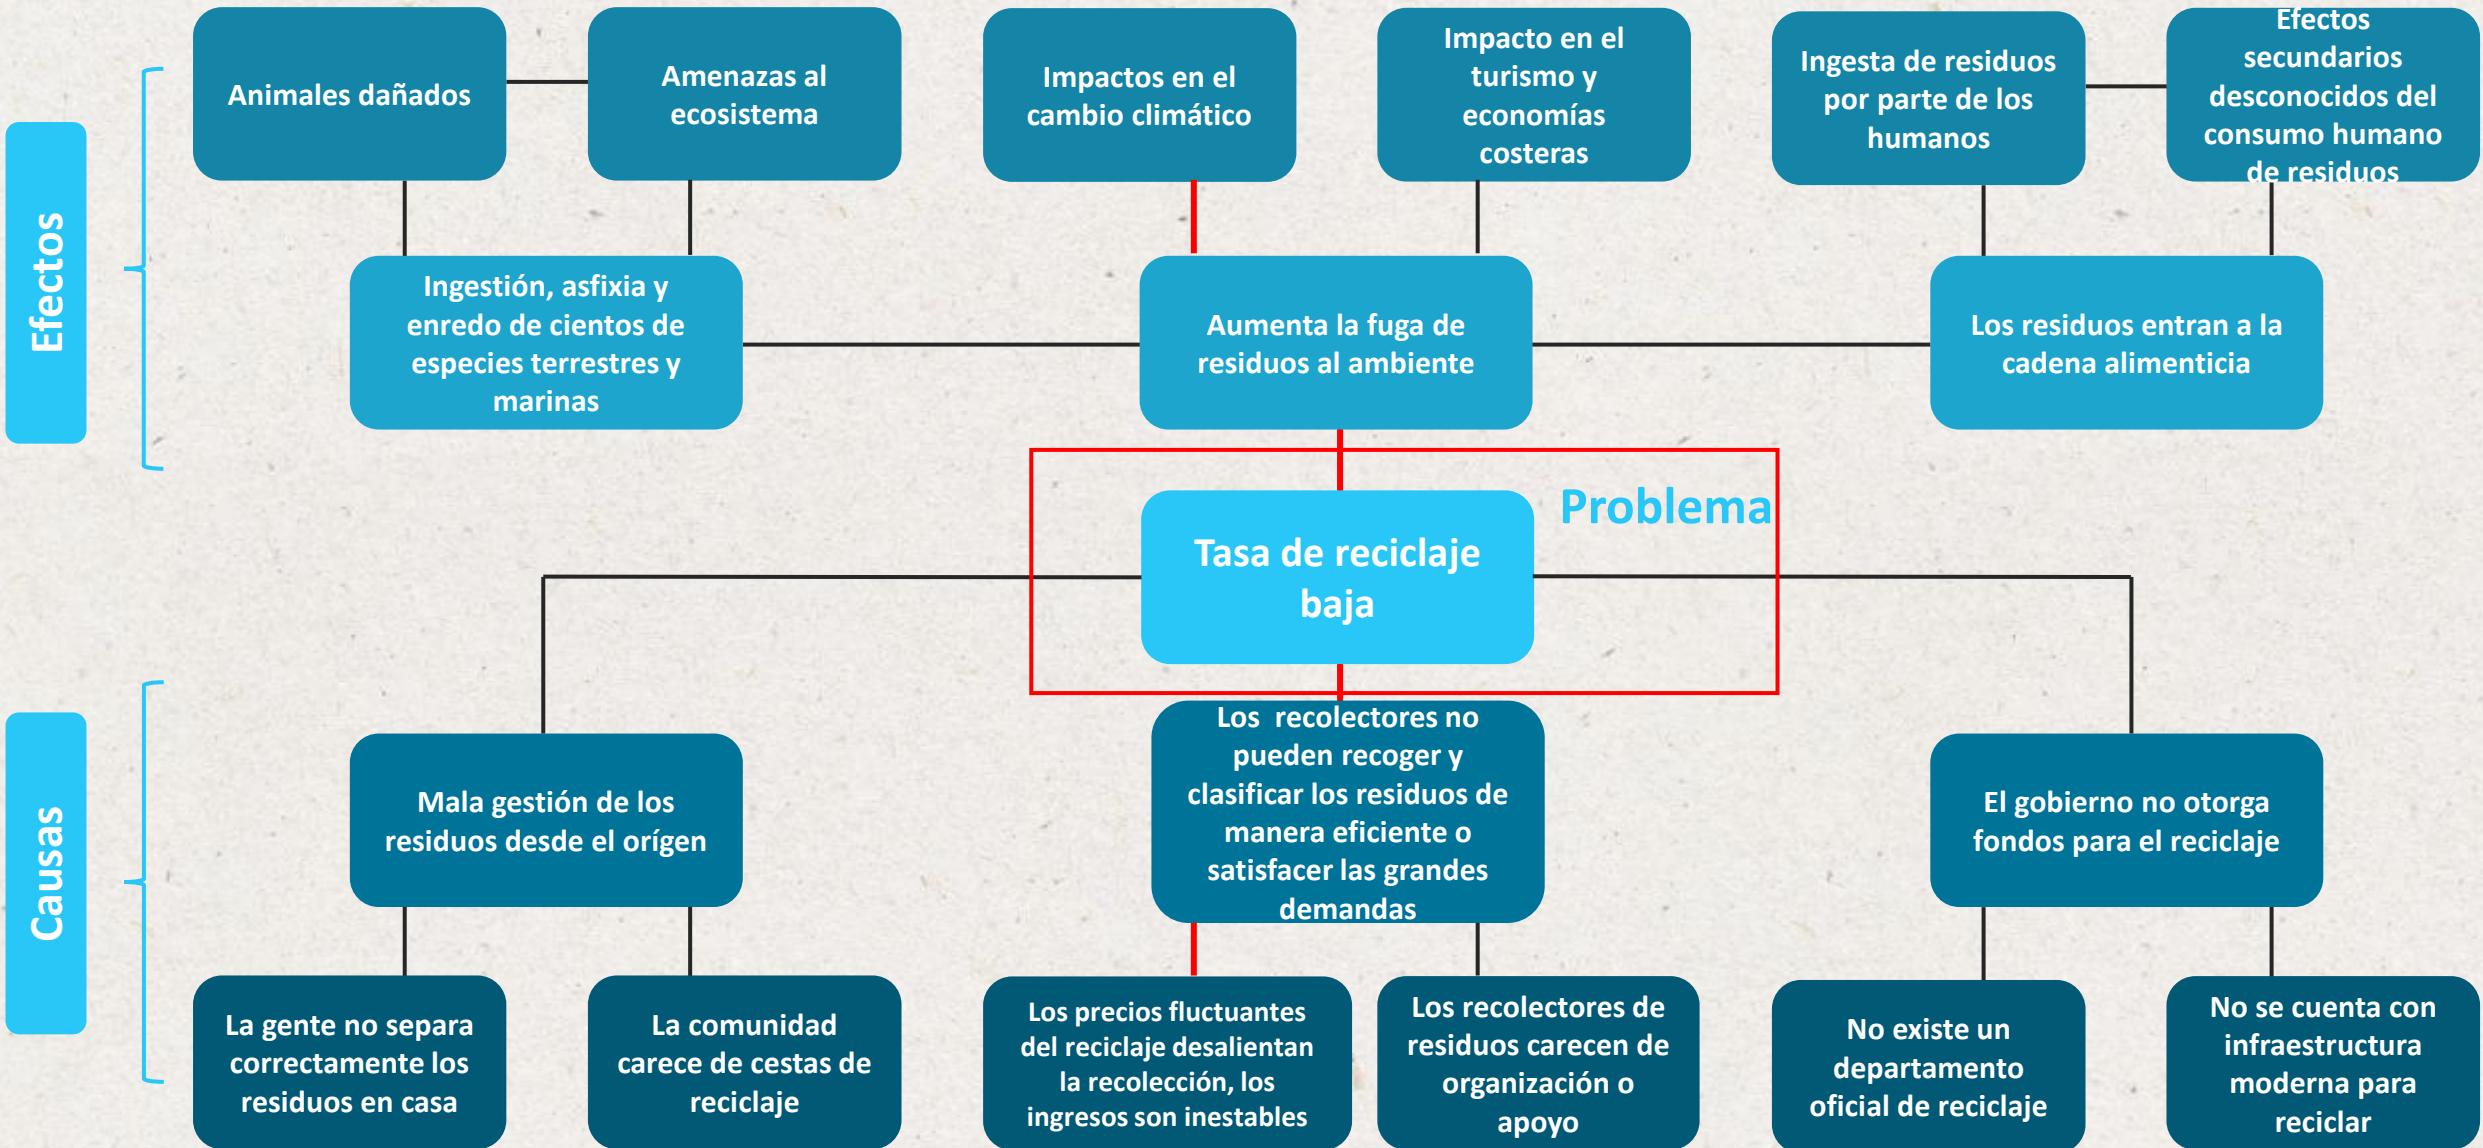 Efectos
Animales dañados
Amenazas al
ecosistema
Impactos en el
cambio climático
Impacto en el
turismo y
economías
costeras
Ingesta de residuos
por parte de los
humanos
Efectos
secundarios
desconocidos del
consumo humano
de residuos
Ingestión, asfixia y
enredo de cientos de
especies terrestres y
marinas
Aumenta la fuga de
residuos al ambiente
Los residuos entran a la
cadena alimenticia
Problema
Tasa de reciclaje
baja
Causas
Mala gestión de los
residuos desde el orígen
Los  recolectores no
pueden recoger y
clasificar los residuos de
manera eficiente o
satisfacer las grandes
demandas
El gobierno no otorga
fondos para el reciclaje
La gente no separa
correctamente los
residuos en casa
La comunidad
carece de cestas de
reciclaje
Los precios fluctuantes
del reciclaje desalientan
la recolección, los
ingresos son inestables
Los recolectores de
residuos carecen de
organización o
apoyo
No existe un
departamento
oficial de reciclaje
No se cuenta con
infraestructura
moderna para
reciclar